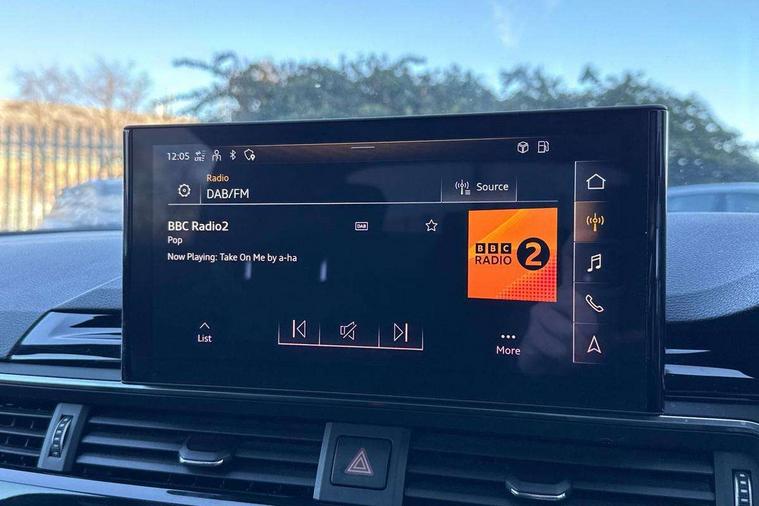 12:05 LTE
Radio
DAB/FM
Source
BBC Radio2
DAB
Pop
Now Playing: Take On Me by a-ha
BBC
RADIO 2
List
More